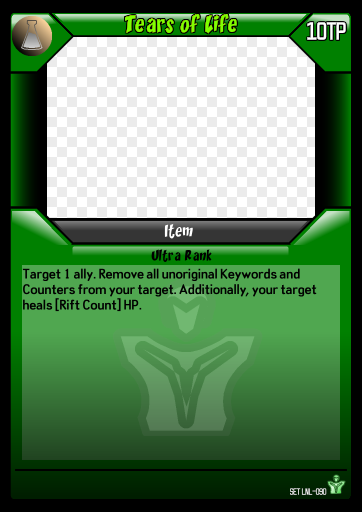 Tears of Life
10TP
Item
Ultra Rank
Target 1 ally. Remove all unoriginal Keywords and
Counters from your target. Additionally, your target
heals [Rift Count] HP.
SET LNL-090